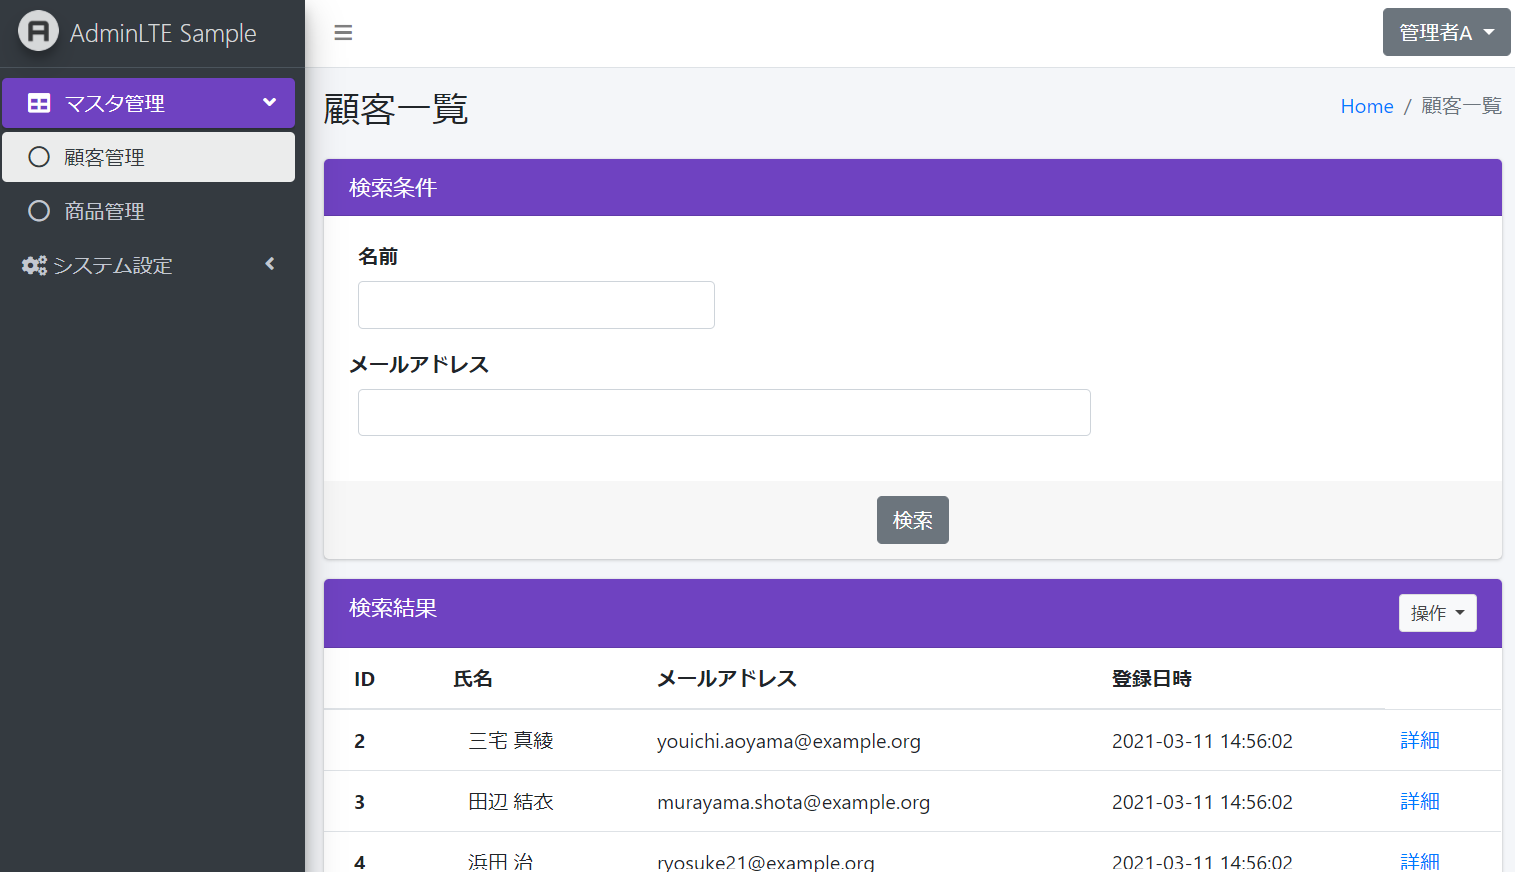 AdminLTE Sample
管理者A
マスタ管理
顧客管理
商品管理
システム設定
顧客一覧
Home / 顧客一覧
検索条件
名前
メールアドレス
検索
検索結果
操作
ID 氏名 メールアドレス 登録日時
2 三宅 真綾 youichi.aoyama@example.org 2021-03-11 14:56:02 詳細
3 田辺 結衣 murayama.shota@example.org 2021-03-11 14:56:02 詳細
4 浜田 治 ryosuke21@example.org 2021-03-11 14:56:02 詳細